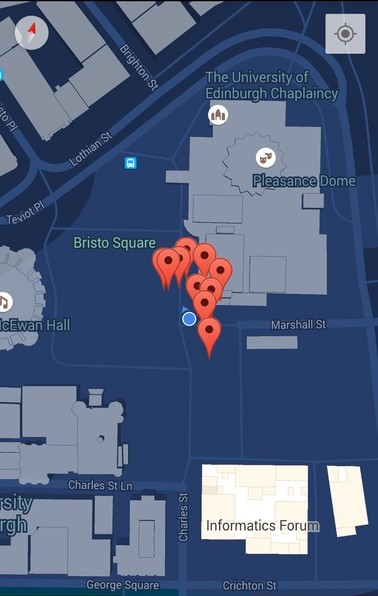 Brighton St
The University of
Edinburgh Chaplaincy
Lothian St
Pleasance Dome
Teviot Pl
Bristo Square
McEwan Hall
Marshall St
Charles St Ln
Charles St
Informatics Forum
George Square
Crichton St